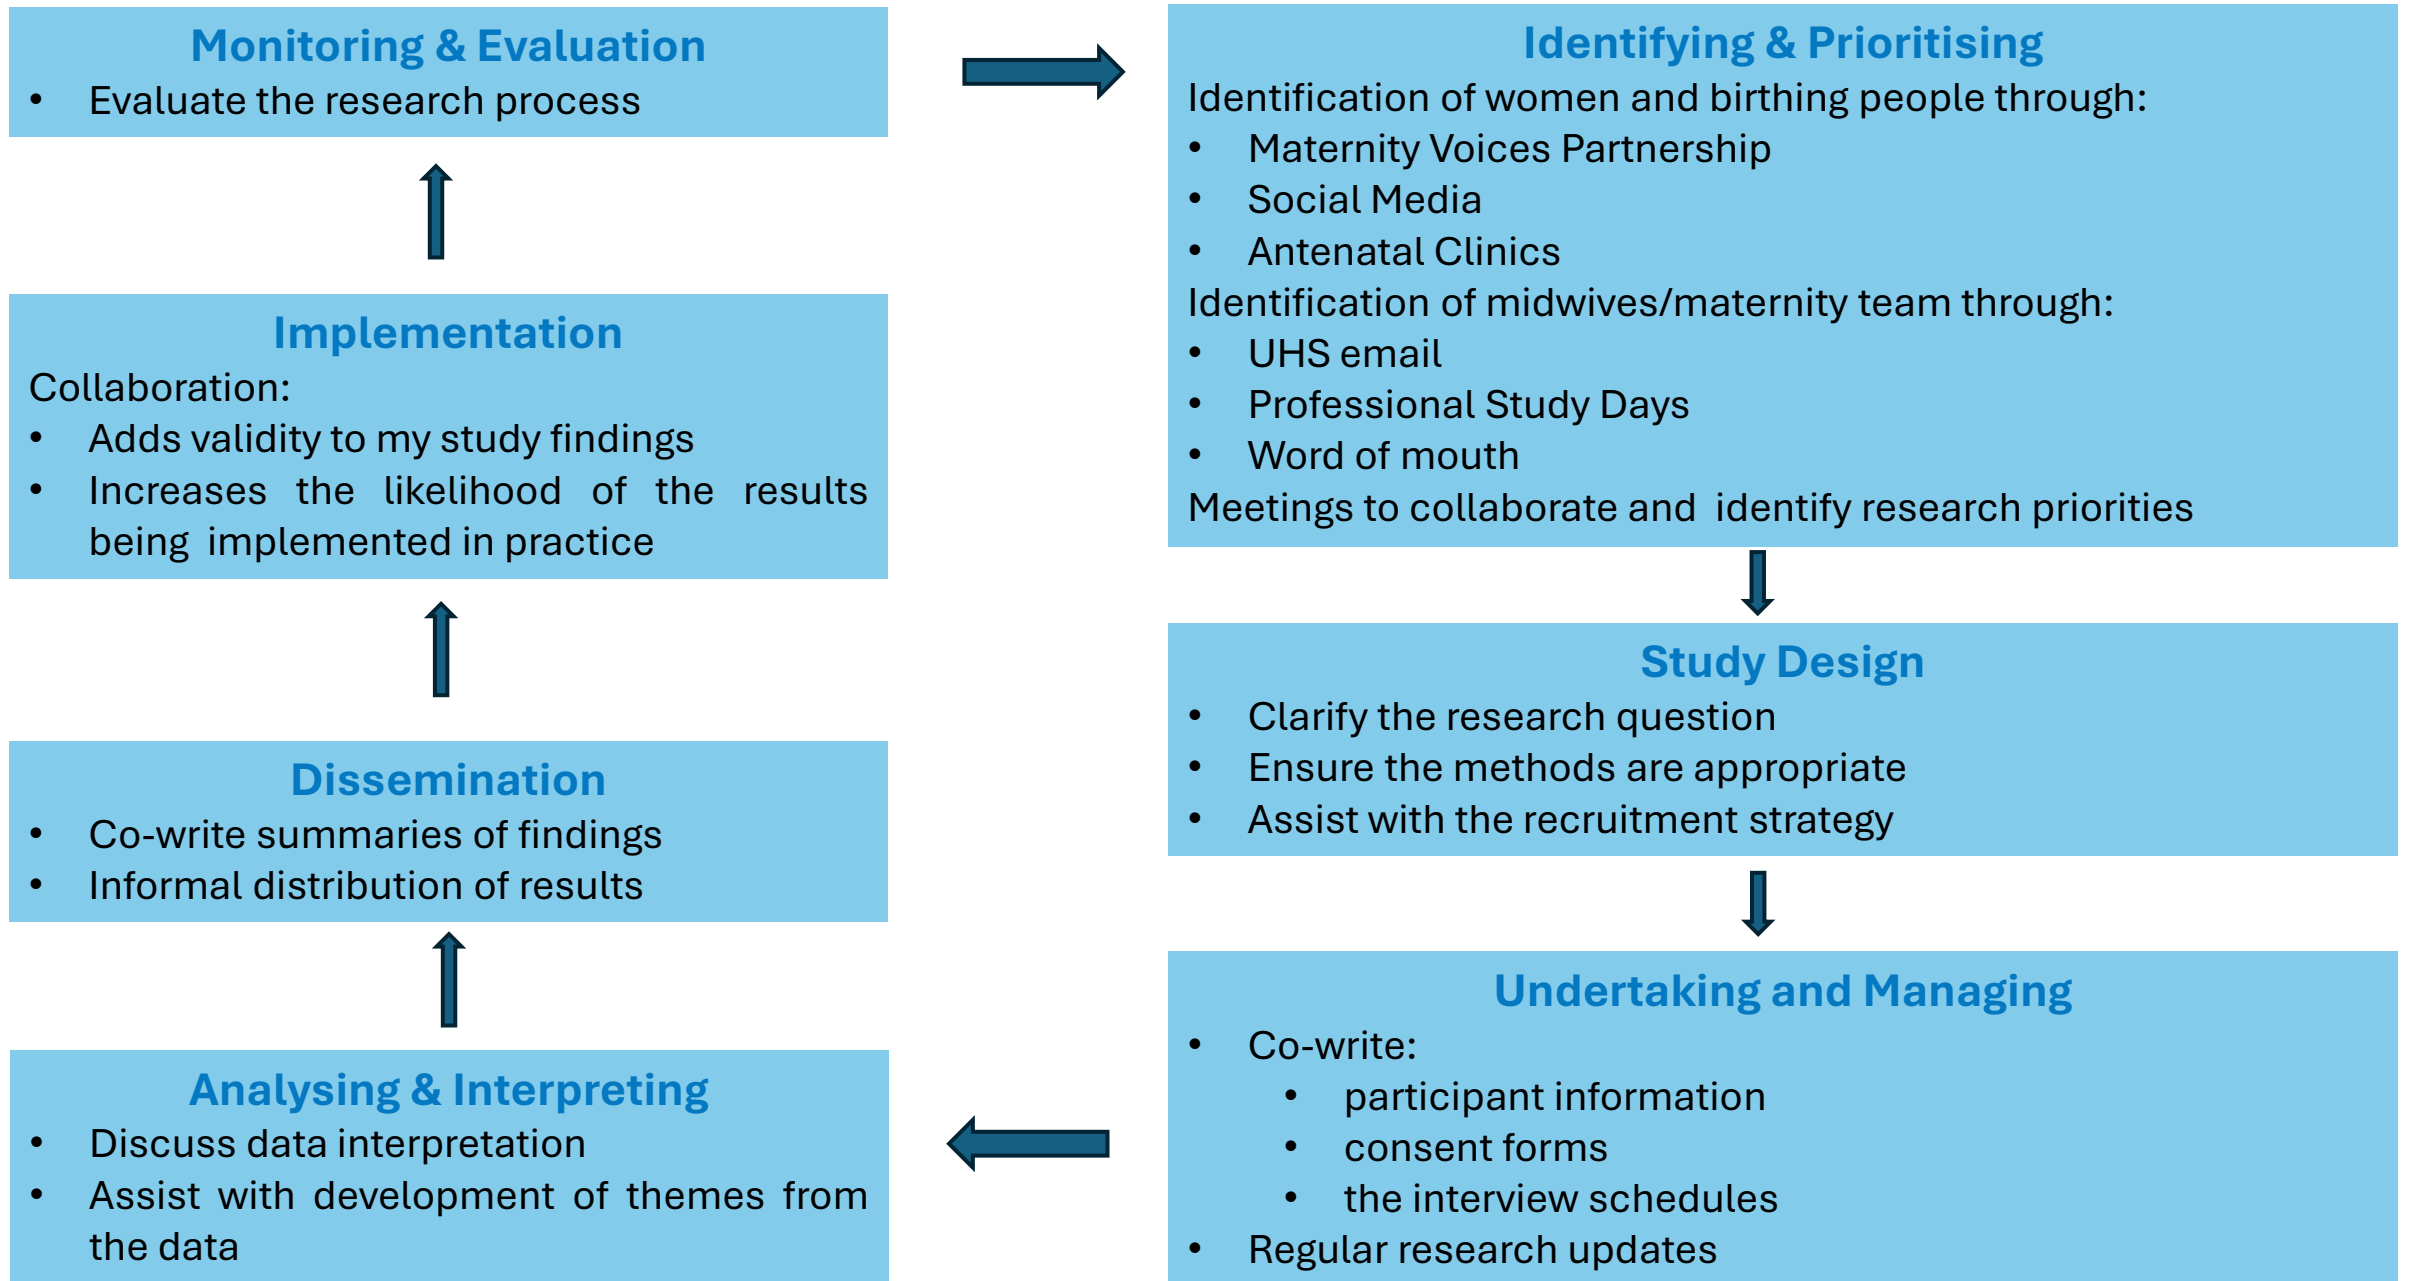 Monitoring & Evaluation
• Evaluate the research process
Identifying & Prioritising
Identification of women and birthing people through:
• Maternity Voices Partnership
• Social Media
• Antenatal Clinics
Identification of midwives/maternity team through:
• UHS email
• Professional Study Days
• Word of mouth
Meetings to collaborate and identify research priorities
Study Design
• Clarify the research question
• Ensure the methods are appropriate
• Assist with the recruitment strategy
Undertaking and Managing
• Co-write:
• participant information
• consent forms
• the interview schedules
• Regular research updates
Analysing & Interpreting
• Discuss data interpretation
• Assist with development of themes from
the data
Dissemination
• Co-write summaries of findings
• Informal distribution of results
Implementation
Collaboration:
• Adds validity to my study findings
• Increases the likelihood of the results
being implemented in practice